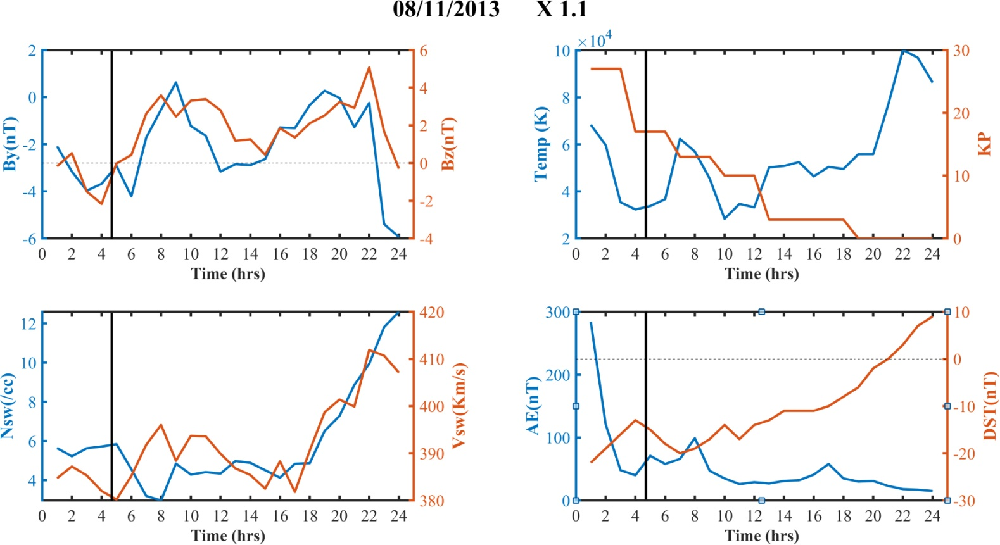 08/11/2013 X 1.1
2
0
-2
-4
-6
By(nT)
6
4
2
0
-2
-4
Bz(nT)
0 2 4 6 8 10 12 14 16 18 20 22 24
Time (hrs)
×10^4
10
8
6
4
2
Temp (K)
30
20
10
0
KP
0 2 4 6 8 10 12 14 16 18 20 22 24
Time (hrs)
12
10
8
6
4
Nsw(/cc)
420
410
400
390
380
Vsw(Km/s)
0 2 4 6 8 10 12 14 16 18 20 22 24
Time (hrs)
300
200
100
0
AE(nT)
10
0
-10
-20
-30
DST(nT)
0 2 4 6 8 10 12 14 16 18 20 22 24
Time (hrs)